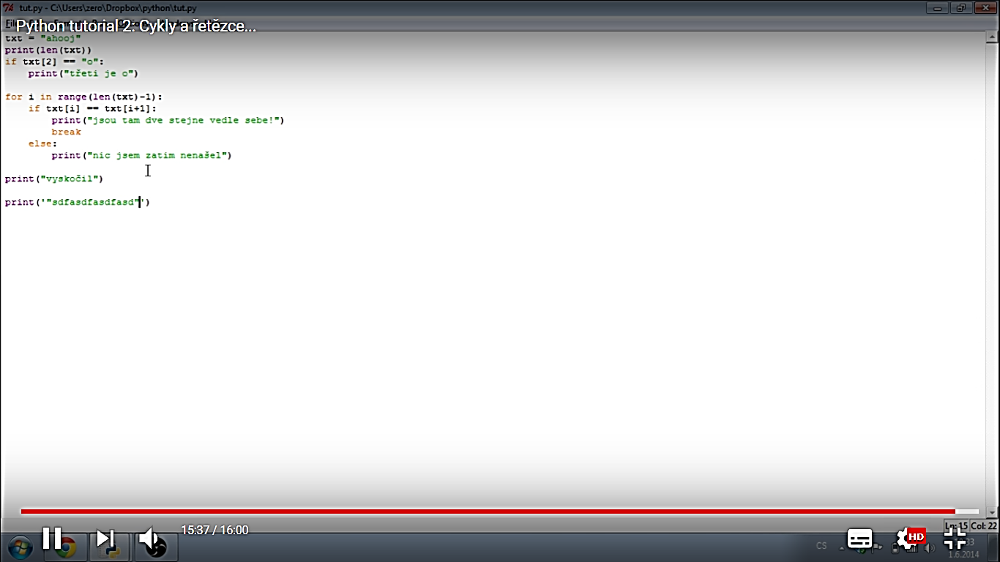 tut.py - C:\Users\zero\Dropbox\python\tut.py
Python tutorial 2: Cykly a řetězce...
txt = "ahooj"
print(len(txt))
if txt[2] == "o":
    print("třeti je o")
for i in range(len(txt)-1):
    if txt[i] == txt[i+1]:
        print("jsou tam dve stejne vedle sebe!")
        break
    else:
        print("nic jsem zatim nenašel")
print("vyskočil")
print('"sdfasdfasdfasd"')
Ln: 15 Col: 22
15:37 / 16:00
HD
CS
1.6.2014